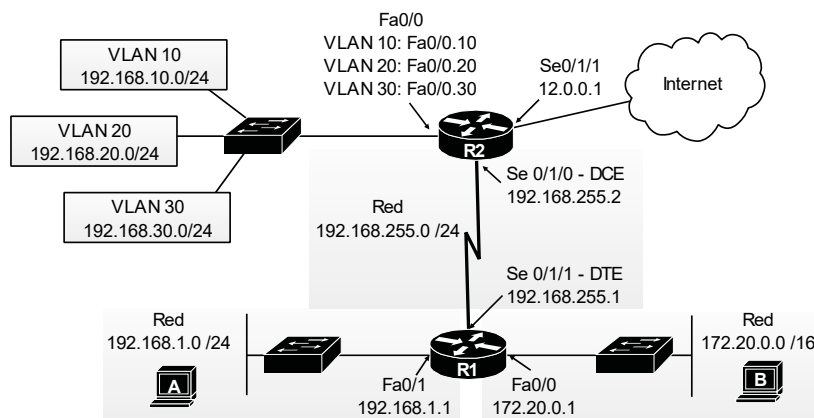 Fa0/0
VLAN 10: Fa0/0.10
VLAN 20: Fa0/0.20
VLAN 30: Fa0/0.30
VLAN 10
192.168.10.0/24
VLAN 20
192.168.20.0/24
VLAN 30
192.168.30.0/24
Se0/1/1
12.0.0.1
Internet
R2
Se 0/1/0 - DCE
192.168.255.2
Red
192.168.255.0 /24
Se 0/1/1 - DTE
192.168.255.1
Red
192.168.1.0 /24
A
R1
Fa0/1
192.168.1.1
Fa0/0
172.20.0.1
Red
172.20.0.0 /16
B